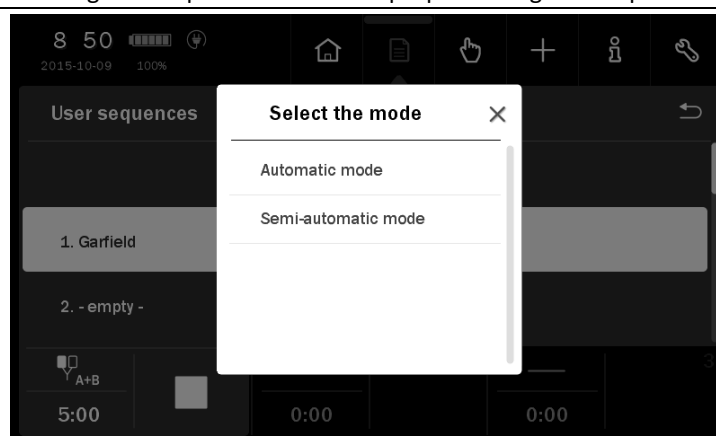 8 50
2015-10-09 100%
User sequences
Select the mode
Automatic mode
Semi-automatic mode
1. Garfield
2. - empty -
A+B
3
5:00
0:00
0:00